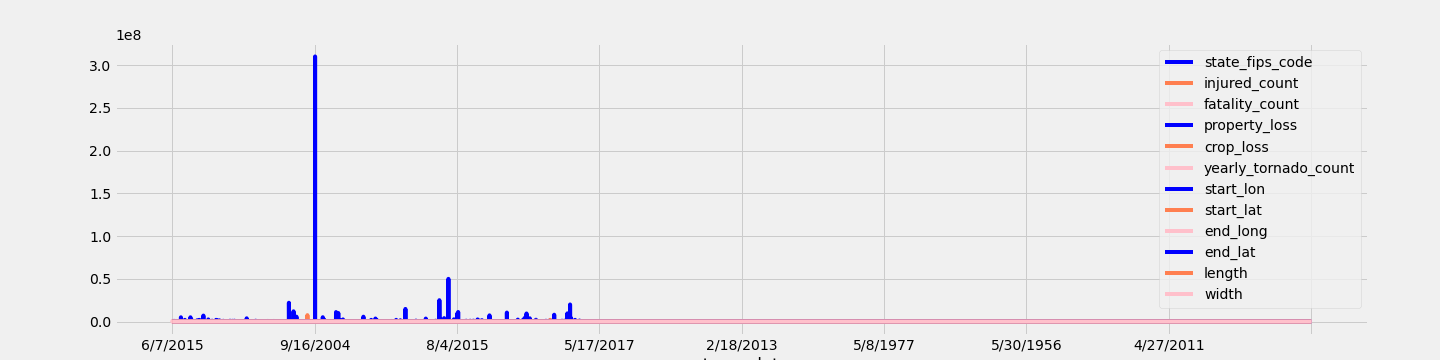 1e8
3.0
2.5
2.0
1.5
1.0
0.5
0.0
6/7/2015 9/16/2004 8/4/2015 5/17/2017 2/18/2013 5/8/1977 5/30/1956 4/27/2011
state_fips_code
injured_count
fatality_count
property_loss
crop_loss
yearly_tornado_count
start_lon
start_lat
end_long
end_lat
length
width